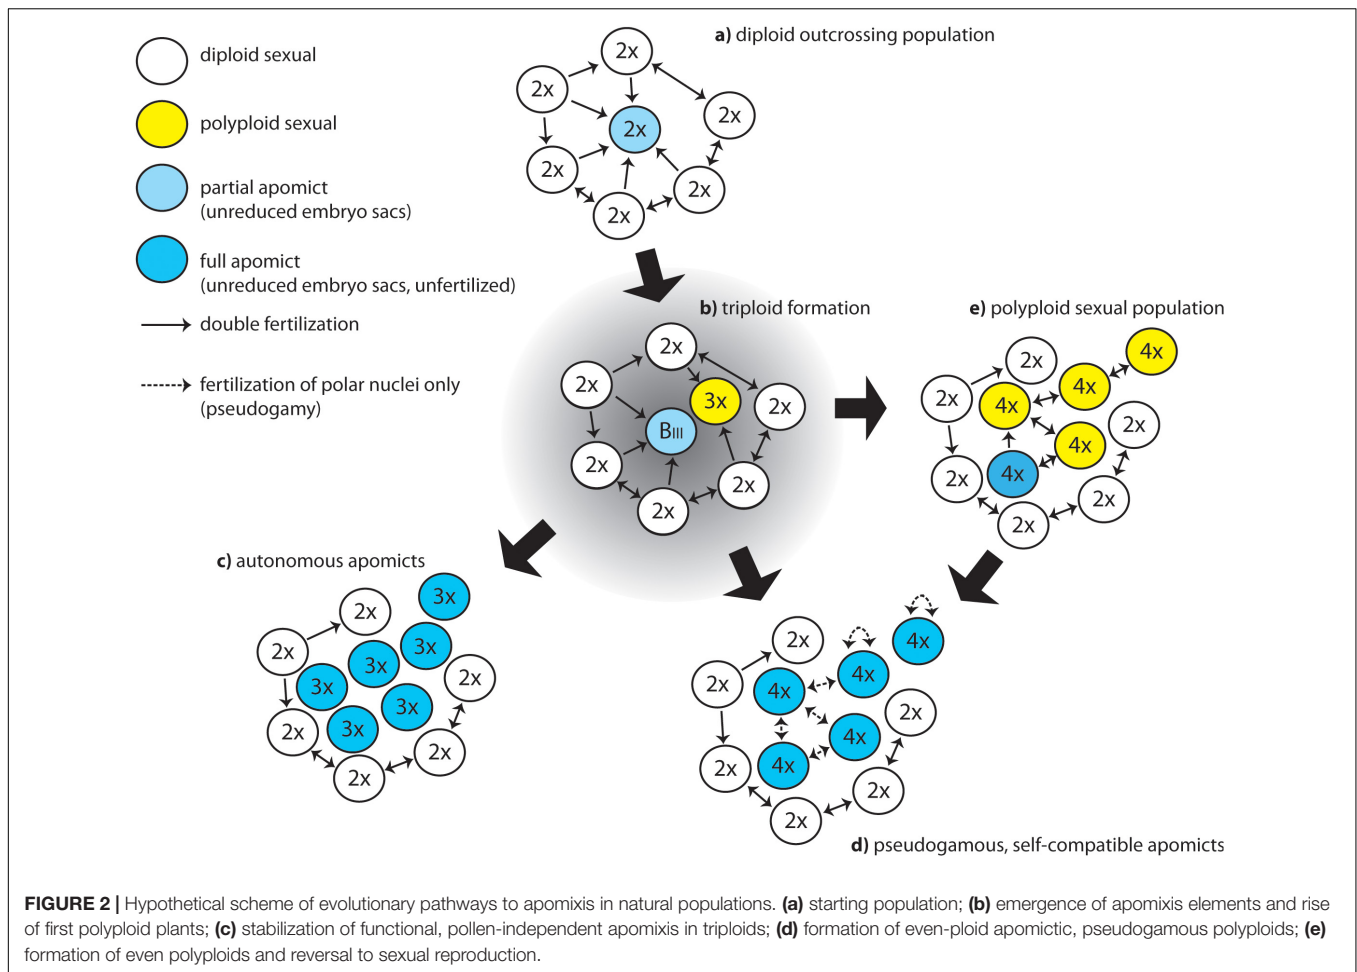 diploid sexual
polyploid sexual
partial apomict
(unreduced embryo sacs)
full apomict
(unreduced embryo sacs, unfertilized)
double fertilization
fertilization of polar nuclei only
(pseudogamy)
a) diploid outcrossing population
2x
2x
2x
2x
2x
2x
2x
b) triploid formation
2x
2x
3x
2x
BIII
2x
2x
2x
e) polyploid sexual population
4x
2x
4x
2x
4x
2x
4x
2x
4x
2x
2x
c) autonomous apomicts
3x
2x
3x
2x
3x
2x
3x
3x
3x
2x
2x
2x
4x
2x
4x
2x
4x
2x
4x
2x
4x
2x
2x
d) pseudogamous, self-compatible apomicts
FIGURE 2 | Hypothetical scheme of evolutionary pathways to apomixis in natural populations. (a) starting population; (b) emergence of apomixis elements and rise
of first polyploid plants; (c) stabilization of functional, pollen-independent apomixis in triploids; (d) formation of even-ploid apomictic, pseudogamous polyploids; (e)
formation of even polyploids and reversal to sexual reproduction.